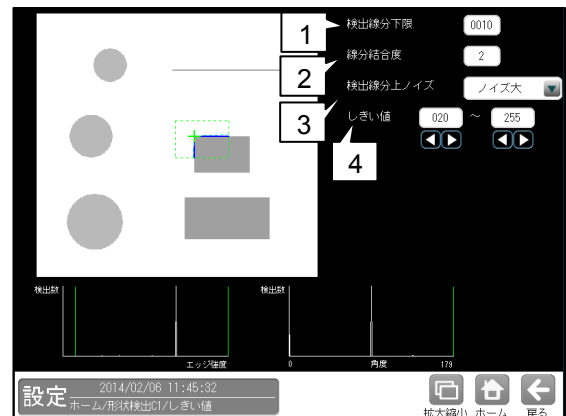 1
検出線分下限
0010
2
線分結合度
2
3
検出線分上ノイズ
ノイズ大
4
しきい値
020 ~ 255
検出数
エッジ強度
検出数
0
角度
179
設定
2014/02/06 11:45:32
ホーム/形状検出C1/しきい値
拡大縮小
ホーム
戻る